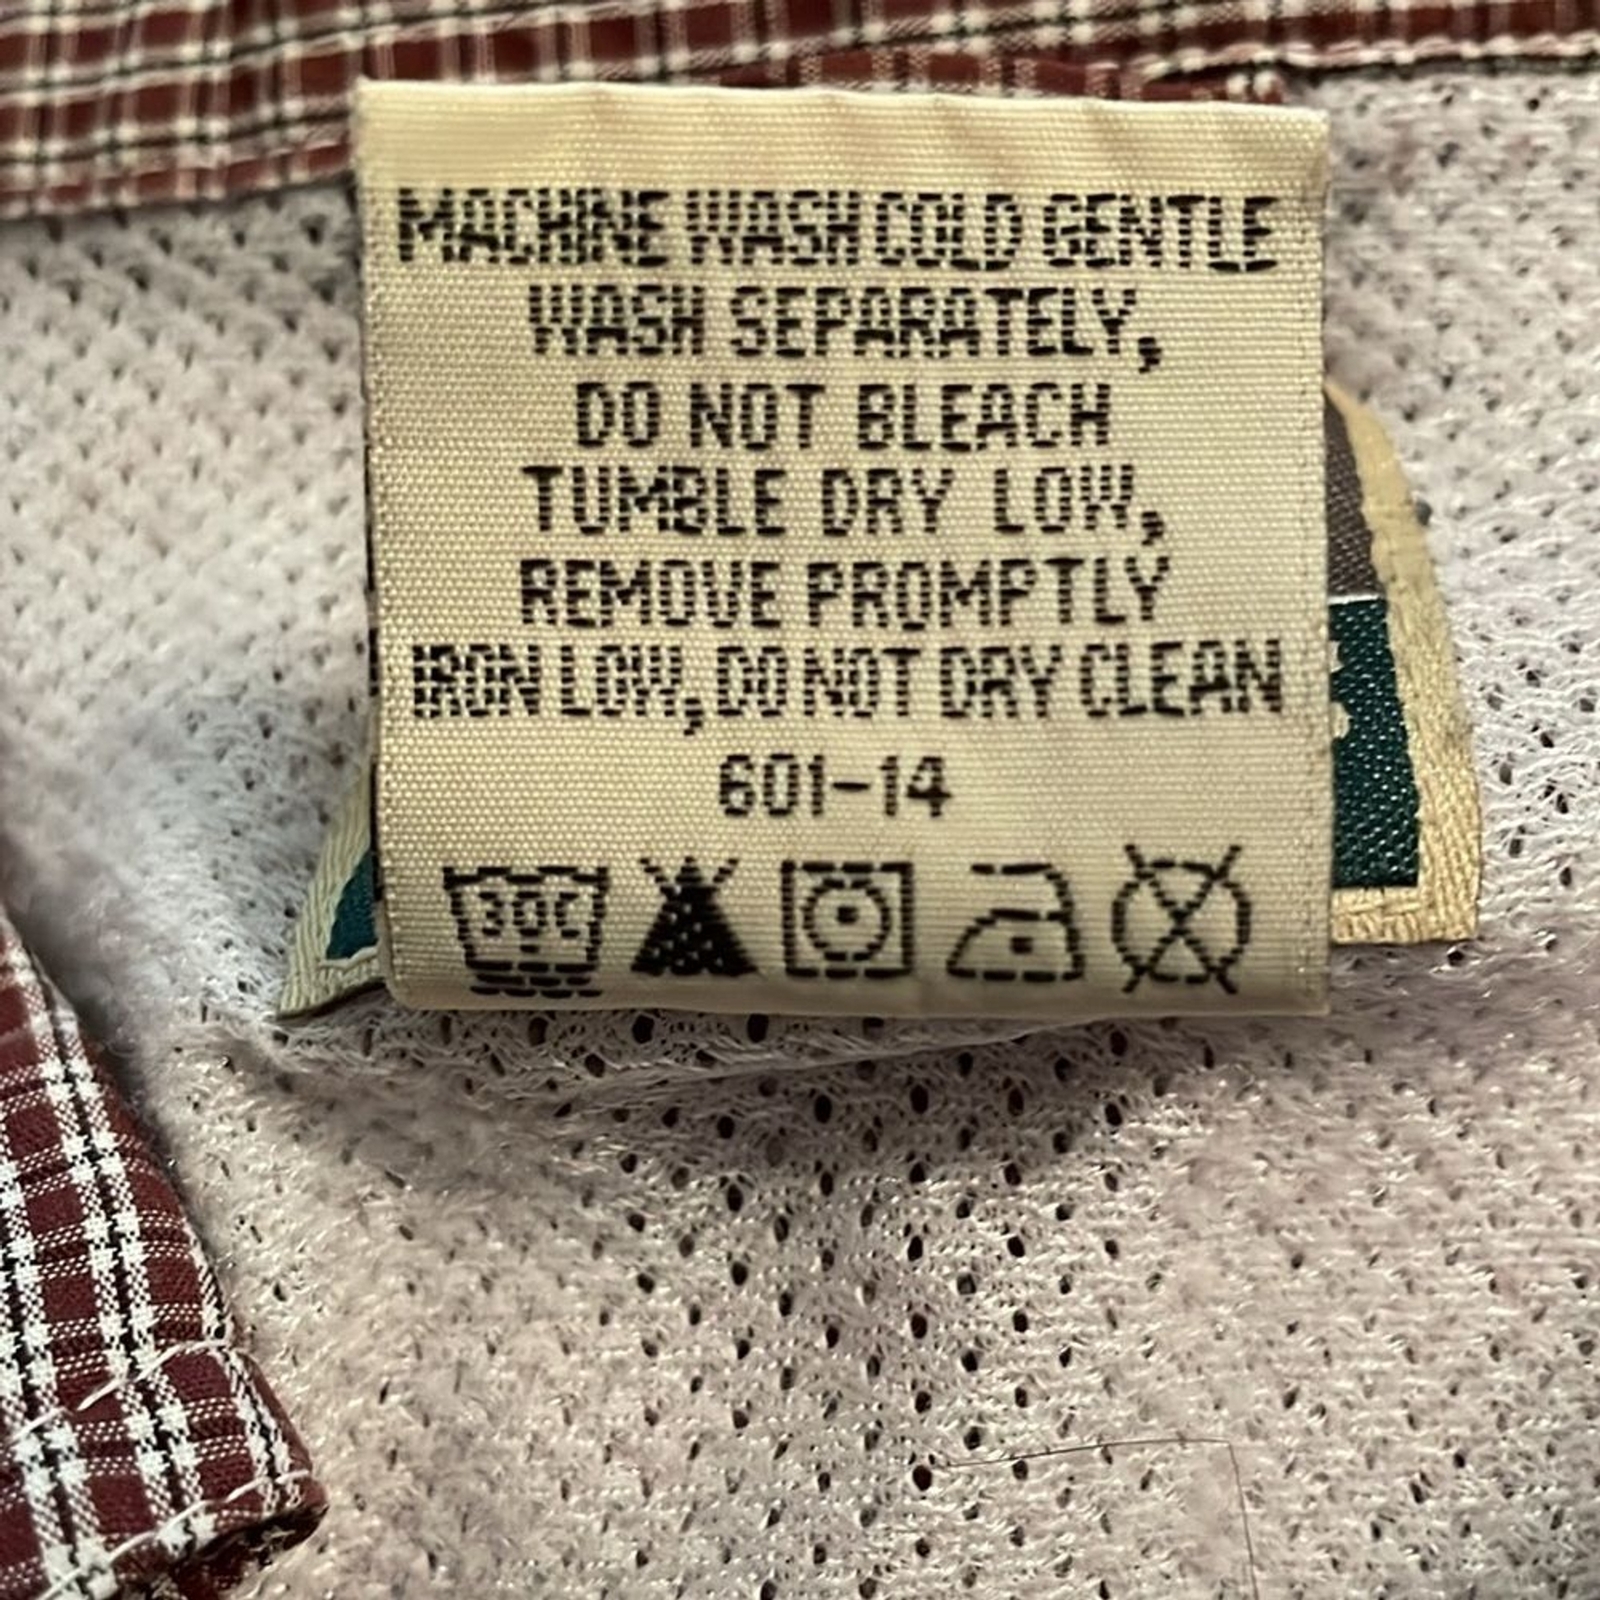 MACHINE WASH COLD GENTLE
WASH SEPARATELY,
DO NOT BLEACH
TUMBLE DRY LOW,
REMOVE PROMPTLY
IRON LOW, DO NOT DRY CLEAN
601-14
30C